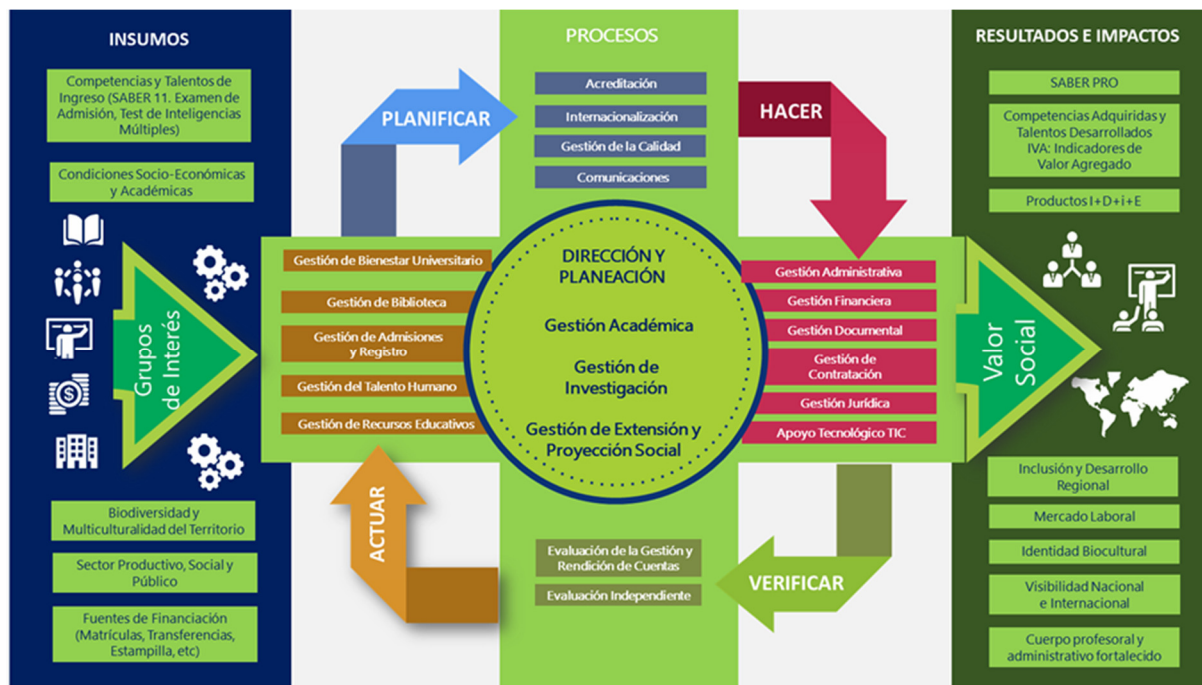 INSUMOS
Competencias y Talentos de
Ingreso (SABER 11. Examen de
Admisión, Test de Inteligencias
Múltiples)
Condiciones Socio-Económicas
y Académicas
Grupos
de Interés
Biodiversidad y
Multiculturalidad del Territorio
Sector Productivo, Social y
Público
Fuentes de Financiación
(Matrículas, Transferencias,
Estampilla, etc)
PLANIFICAR
PROCESOS
Acreditación
Internacionalización
Gestión de la Calidad
Comunicaciones
HACER
Gestión de Bienestar Universitario
Gestión de Biblioteca
Gestión de Admisiones
y Registro
Gestión del Talento Humano
Gestión de Recursos Educativos
DIRECCIÓN Y
PLANEACIÓN
Gestión Académica
Gestión de
Investigación
Gestión de Extensión y
Proyección Social
Gestión Administrativa
Gestión Financiera
Gestión Documental
Gestión de
Contratación
Gestión Jurídica
Apoyo Tecnológico TIC
ACTUAR
Evaluación de la Gestión y
Rendición de Cuentas
Evaluación Independiente
VERIFICAR
RESULTADOS E IMPACTOS
SABER PRO
Competencias Adquiridas y
Talentos Desarrollados
IVA: Indicadores de
Valor Agregado
Productos I+D+i+E
Valor
Social
Inclusión y Desarrollo
Regional
Mercado Laboral
Identidad Biocultural
Visibilidad Nacional
e Internacional
Cuerpo profesoral y
administrativo fortalecido